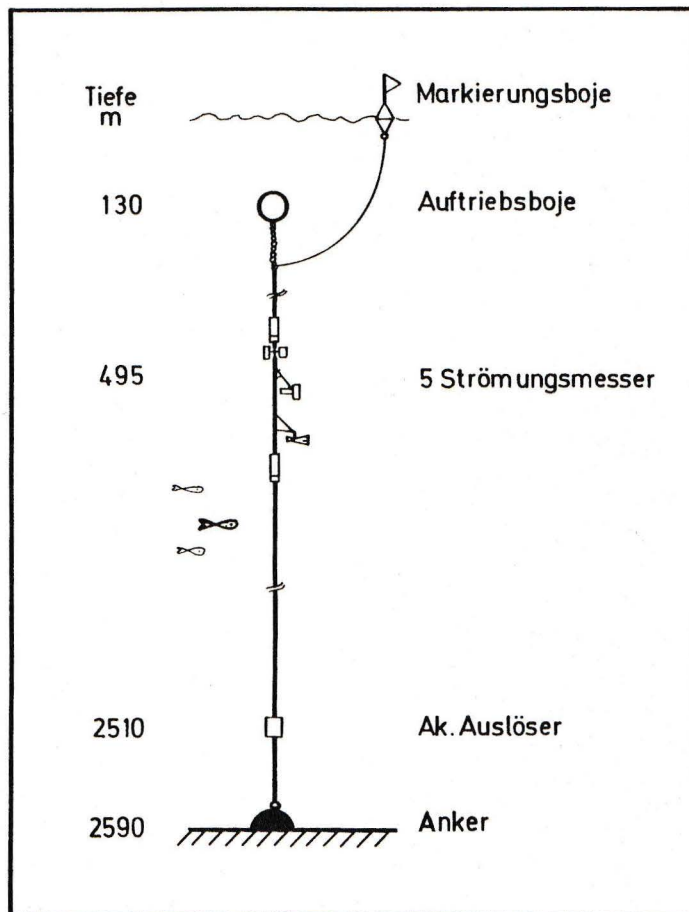 Tiefe
m
Markierungsboje
130 Auftriebsboje
495 5 Strömungsmesser
2510 Ak. Auslöser
2590 Anker